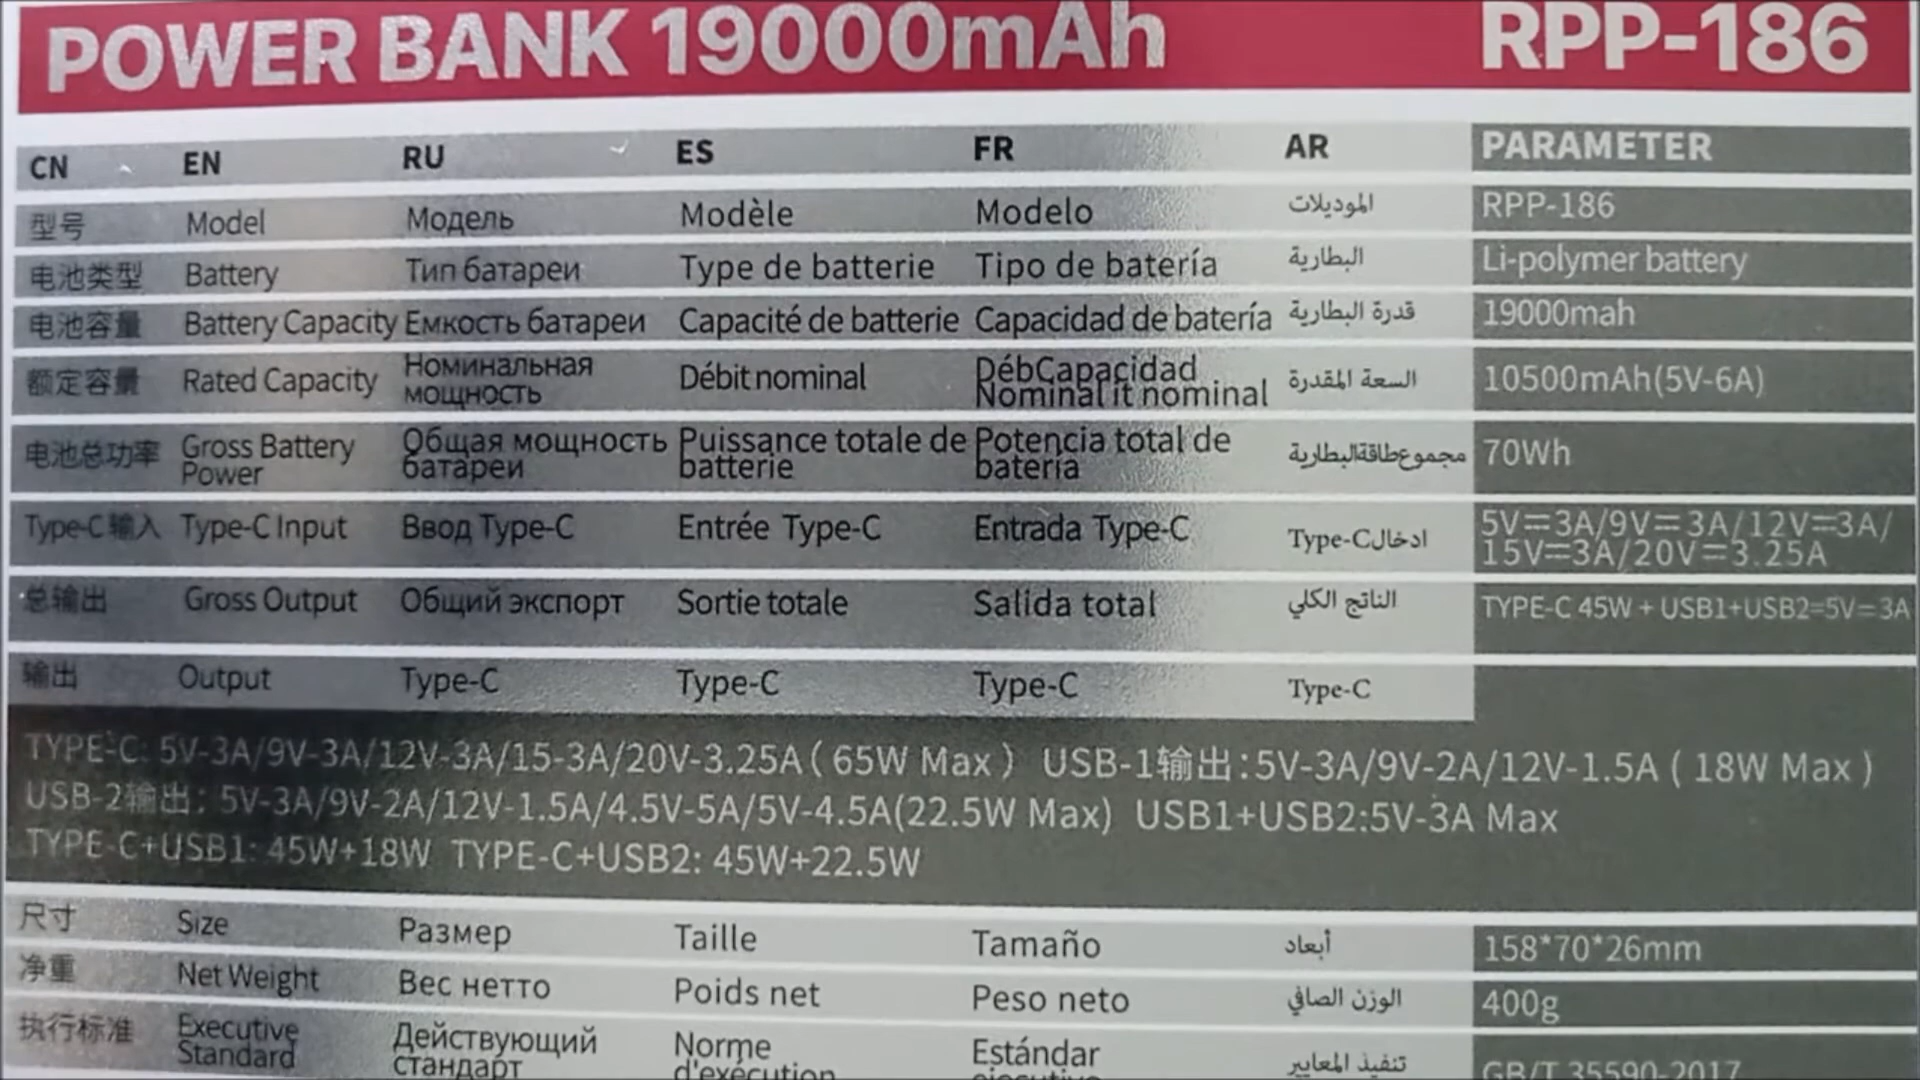 POWER BANK 19000mAh RPP-186
CN EN RU ES FR AR PARAMETER
型号 Model Модель Modèle Modelo الموديلات RPP-186
电池类型 Battery Тип батареи Type de batterie Tipo de batería البطارية Li-polymer battery
电池容量 Battery Capacity Емкость батареи Capacité de batterie Capacidad de batería قدرة البطارية 19000mah
额定容量 Rated Capacity Номинальная мощность Débit nominal DébCapacidad Nominal it nominal السعة المقدرة 10500mAh(5V-6A)
电池总功率 Gross Battery Power Общая мощность батареи Puissance totale de batterie Potencia total de batería مجموع طاقةالبطارية 70Wh
Type-C 输入 Type-C Input Ввод Type-C Entrée Type-C Entrada Type-C ادخالType-C 5V=3A/9V=3A/12V=3A/
15V=3A/20V=3.25A
总输出 Gross Output Общий экспорт Sortie totale Salida total الناتج الكلي TYPE-C 45W + USB1+USB2=5V=3A
输出 Output Type-C Type-C Type-C Type-C
TYPE-C: 5V-3A/9V-3A/12V-3A/15-3A/20V-3.25A ( 65W Max ) USB-1输出:5V-3A/9V-2A/12V-1.5A ( 18W Max )
USB-2输出: 5V-3A/9V-2A/12V-1.5A/4.5V-5A/5V-4.5A(22.5W Max) USB1+USB2:5V-3A Max
TYPE-C+USB1: 45W+18W TYPE-C+USB2: 45W+22.5W
尺寸 Size Размер Taille Tamaño أبعاد 158*70*26mm
净重 Net Weight Вес нетто Poids net Peso neto الوزن الصافي 400g
执行标准 Executive Standard Действующий стандарт Norme d'exécution Estándar ejecutivo تنفيذ المعايير GB/T 35590-2017